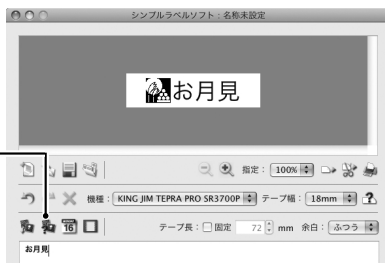 シンプルラベルソフト：名称未設定
お月見
指定： 100%
機種： KING JIM TEPRA PRO SR3700P テープ幅： 18mm ?
16 テープ長： 固定 72 mm 余白： ふつう
お月見